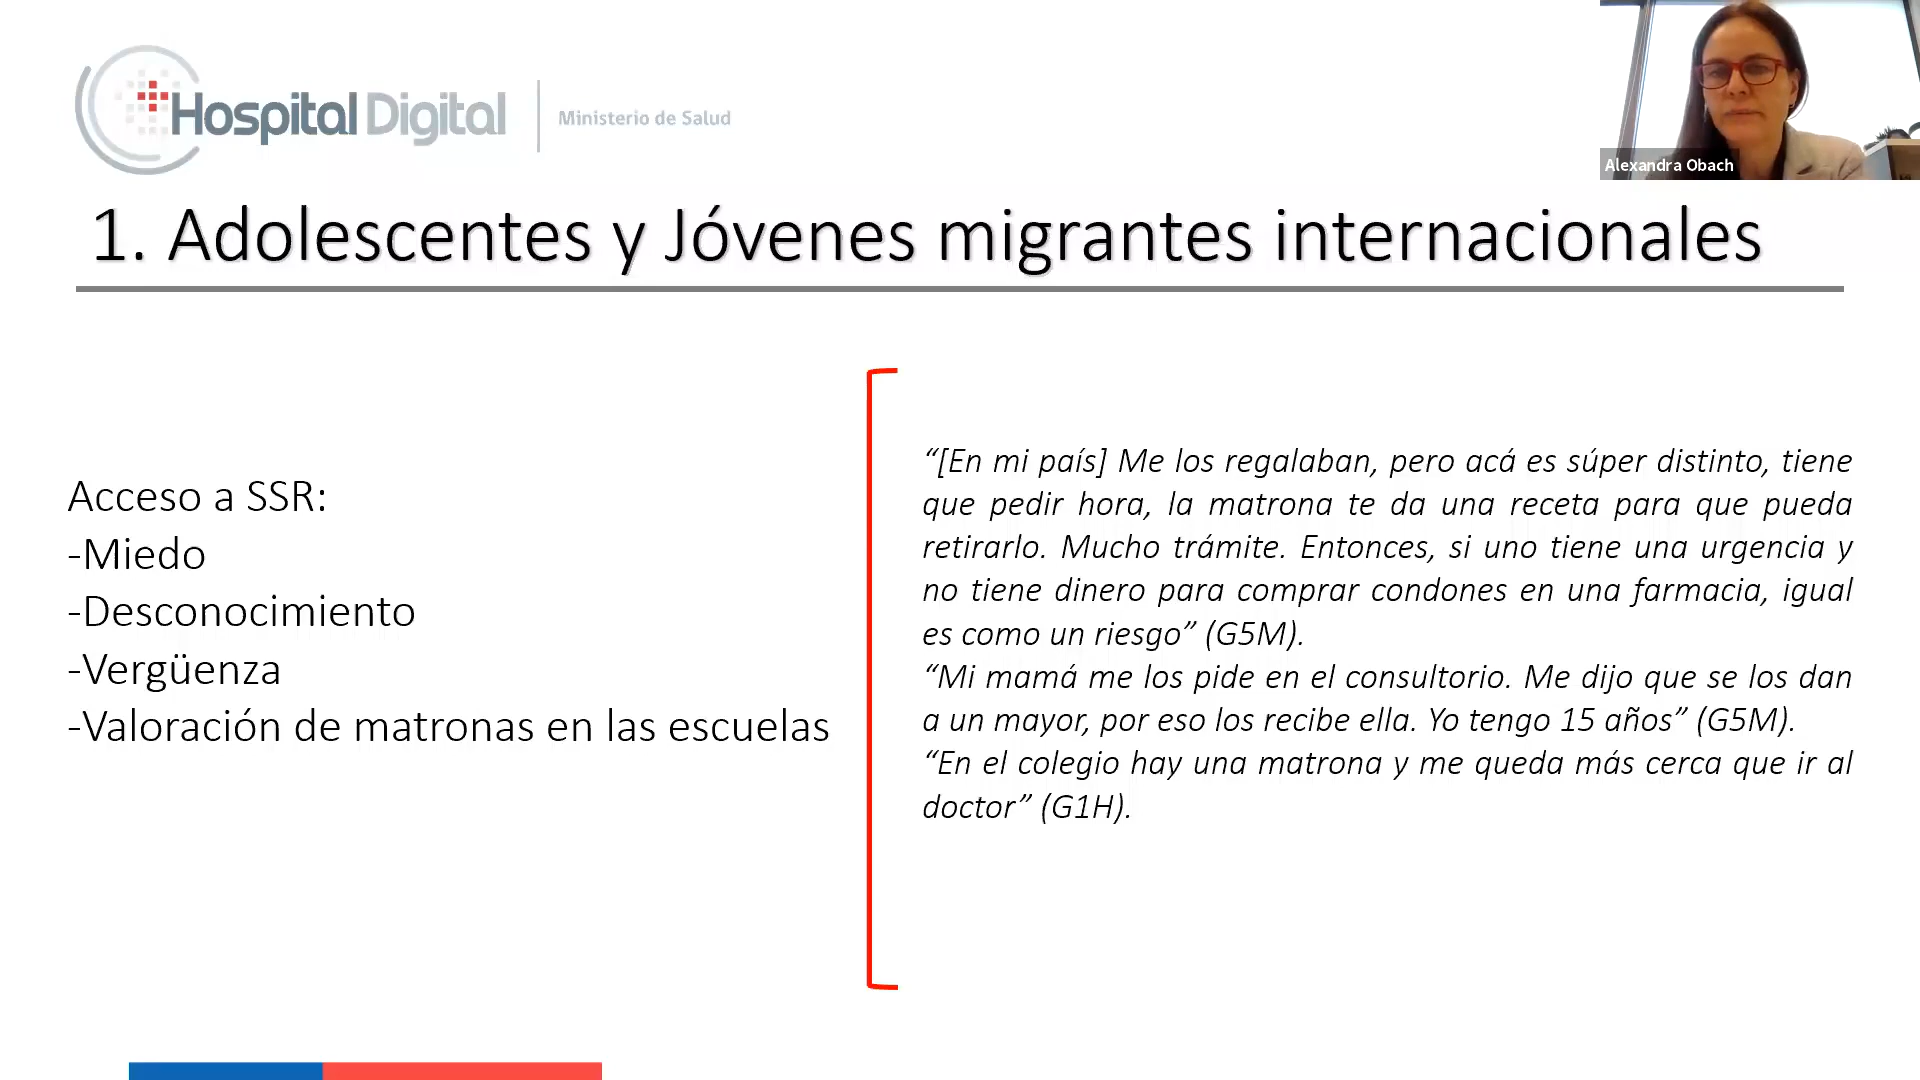 Hospital Digital
Ministerio de Salud
Alexandra Obach
1. Adolescentes y Jóvenes migrantes internacionales
Acceso a SSR:
-Miedo
-Desconocimiento
-Vergüenza
-Valoración de matronas en las escuelas
“[En mi país] Me los regalaban, pero acá es súper distinto, tiene
que pedir hora, la matrona te da una receta para que pueda
retirarlo. Mucho trámite. Entonces, si uno tiene una urgencia y
no tiene dinero para comprar condones en una farmacia, igual
es como un riesgo” (G5M).
“Mi mamá me los pide en el consultorio. Me dijo que se los dan
a un mayor, por eso los recibe ella. Yo tengo 15 años” (G5M).
“En el colegio hay una matrona y me queda más cerca que ir al
doctor” (G1H).